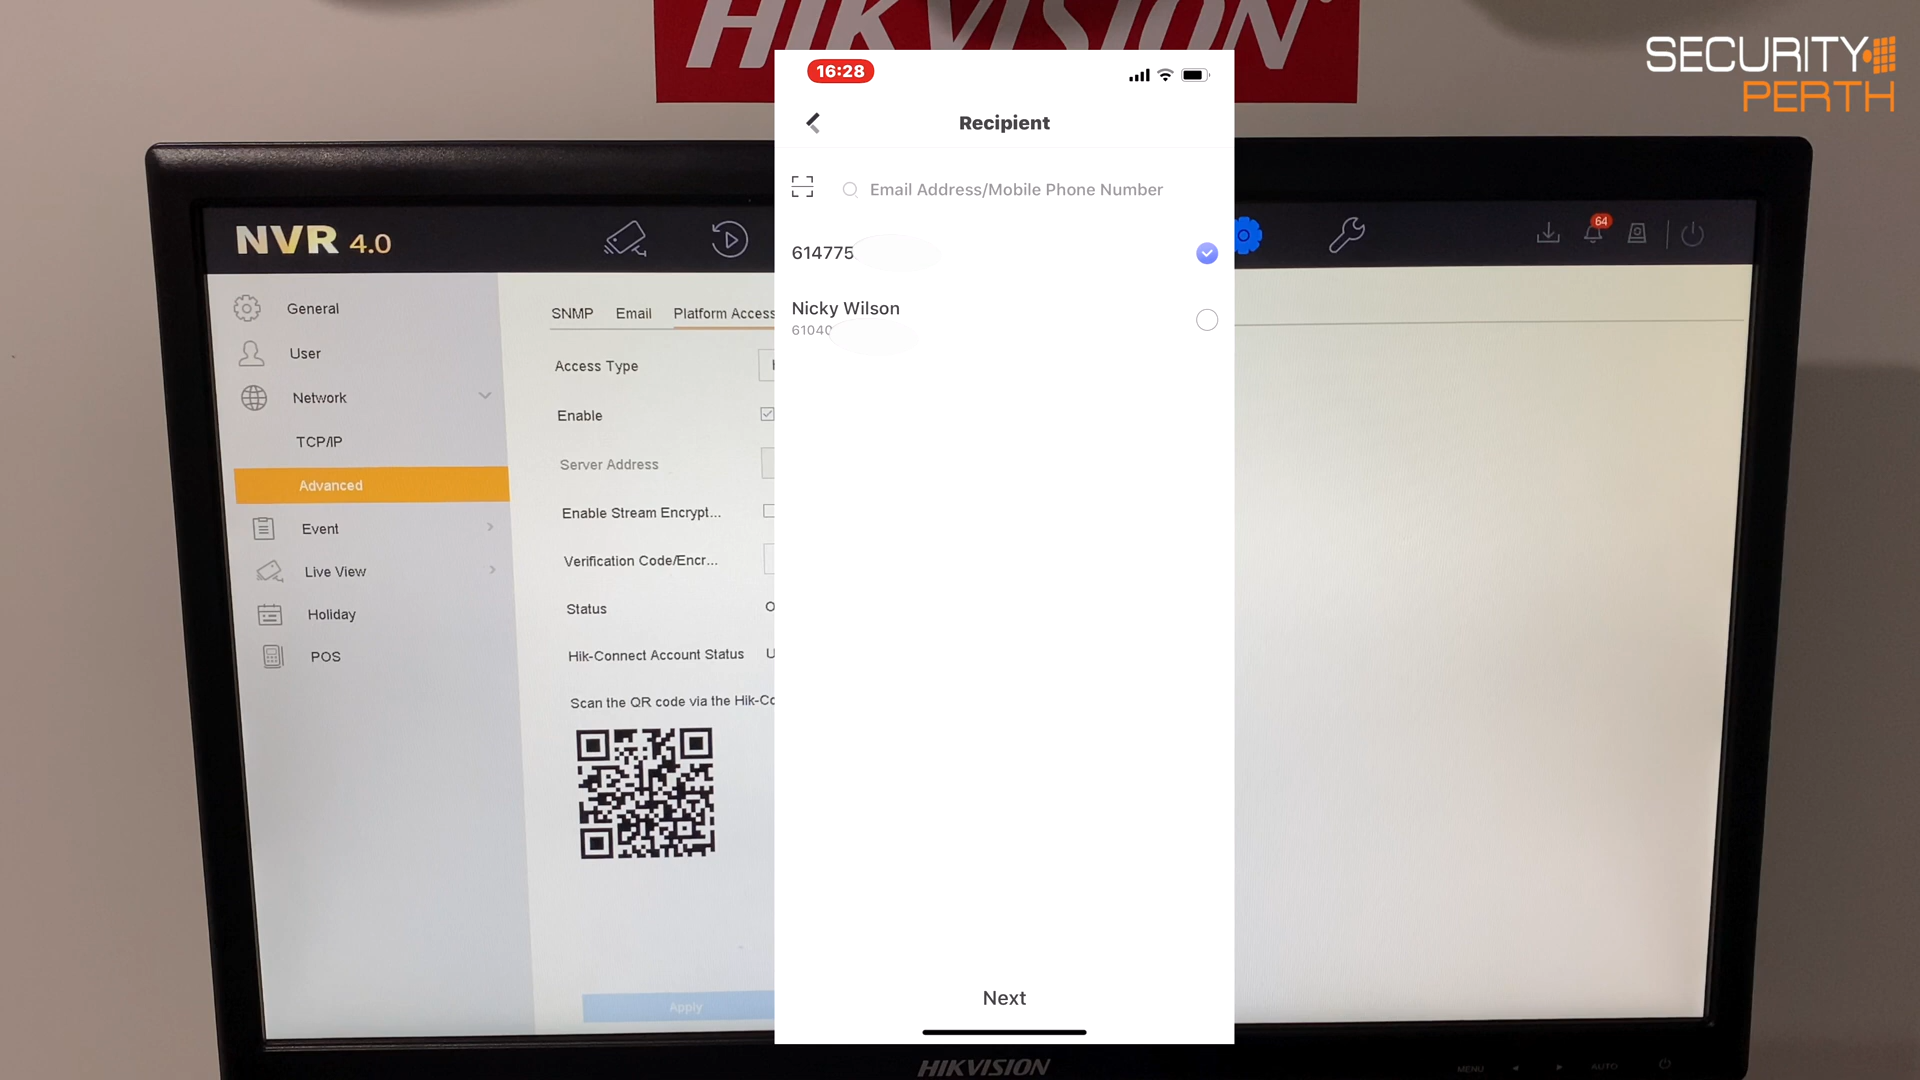 HIKVISION
SECURITY
PERTH
16:28
Recipient
Email Address/Mobile Phone Number
614775
Nicky Wilson
61040
Next
NVR 4.0
64
General
User
Network
TCP/IP
Advanced
Event
Live View
Holiday
POS
SNMP Email Platform Access
Access Type
Enable
Server Address
Enable Stream Encrypt...
Verification Code/Encr...
Status
Hik-Connect Account Status
Scan the QR code via the
Apply
HIKVISION
MENU
AUTO